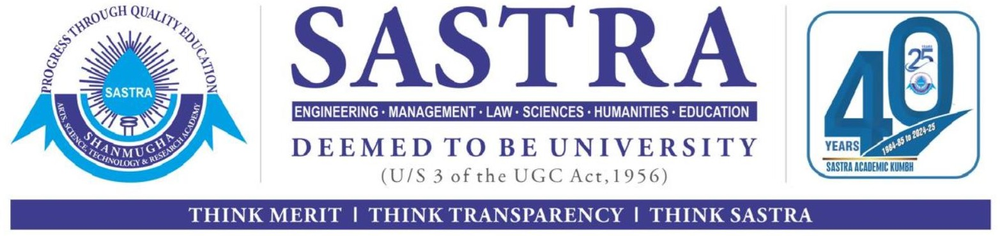 PROGRESS THROUGH QUALITY EDUCATION
SASTRA
SHANMUGHA
ARTS, SCIENCE, TECHNOLOGY & RESEARCH ACADEMY
SASTRA
ENGINEERING · MANAGEMENT · LAW · SCIENCES · HUMANITIES · EDUCATION
DEEMED TO BE UNIVERSITY
(U/S 3 of the UGC Act,1956)
40
YEARS
25
YEARS
1984-85 to 2024-25
SASTRA ACADEMIC KUMBH
THINK MERIT | THINK TRANSPARENCY | THINK SASTRA